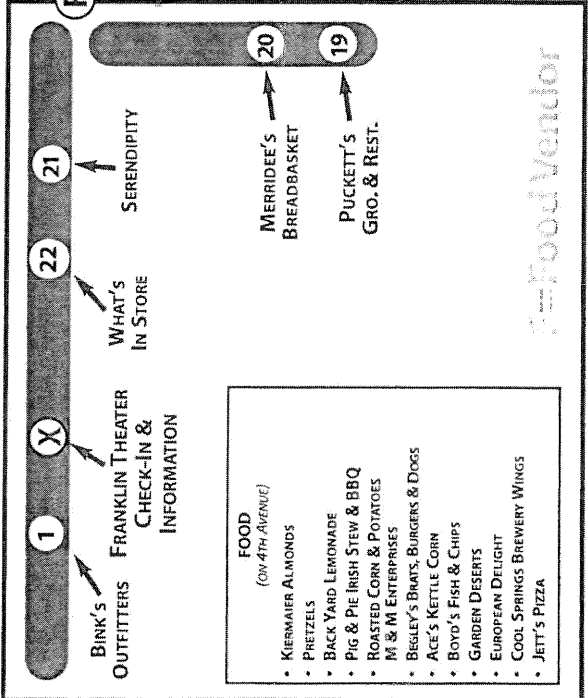 F
20
19
21
22
X
1
SERENDIPITY
MERRIDEE'S
BREADBASKET
PUCKETT'S
GRO. & REST.
WHAT'S
IN STORE
FRANKLIN THEATER
CHECK-IN &
INFORMATION
BINK'S
OUTFITTERS
F=Food Vendor
FOOD
(ON 4TH AVENUE)
• KIERMAIER ALMONDS
• PRETZELS
• BACK YARD LEMONADE
• PIG & PIE IRISH STEW & BBQ
• ROASTED CORN & POTATOES
M & M ENTERPRISES
• BEGLEY'S BRATS, BURGERS & DOGS
• ACE'S KETTLE CORN
• BOYD'S FISH & CHIPS
• GARDEN DESERTS
• EUROPEAN DELIGHT
• COOL SPRINGS BREWERY WINGS
• JETT'S PIZZA